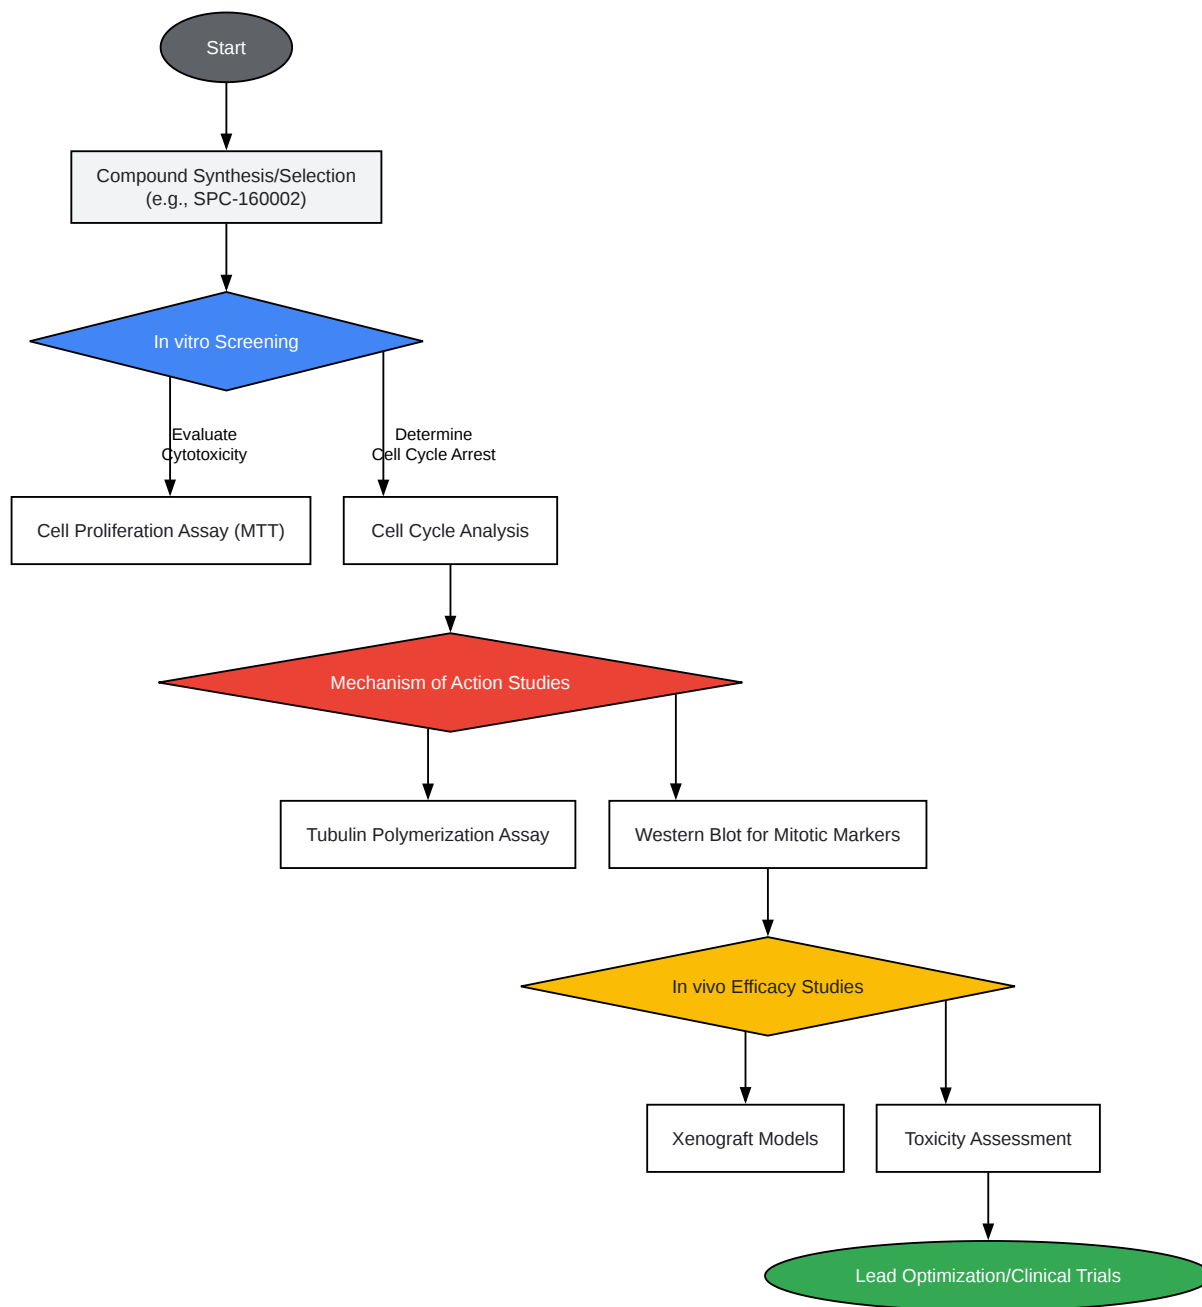 Start
Compound Synthesis/Selection
(e.g., SPC-160002)
In vitro Screening
Evaluate
Cytotoxicity
Determine
Cell Cycle Arrest
Cell Proliferation Assay (MTT)
Cell Cycle Analysis
Mechanism of Action Studies
Tubulin Polymerization Assay
Western Blot for Mitotic Markers
In vivo Efficacy Studies
Xenograft Models
Toxicity Assessment
Lead Optimization/Clinical Trials